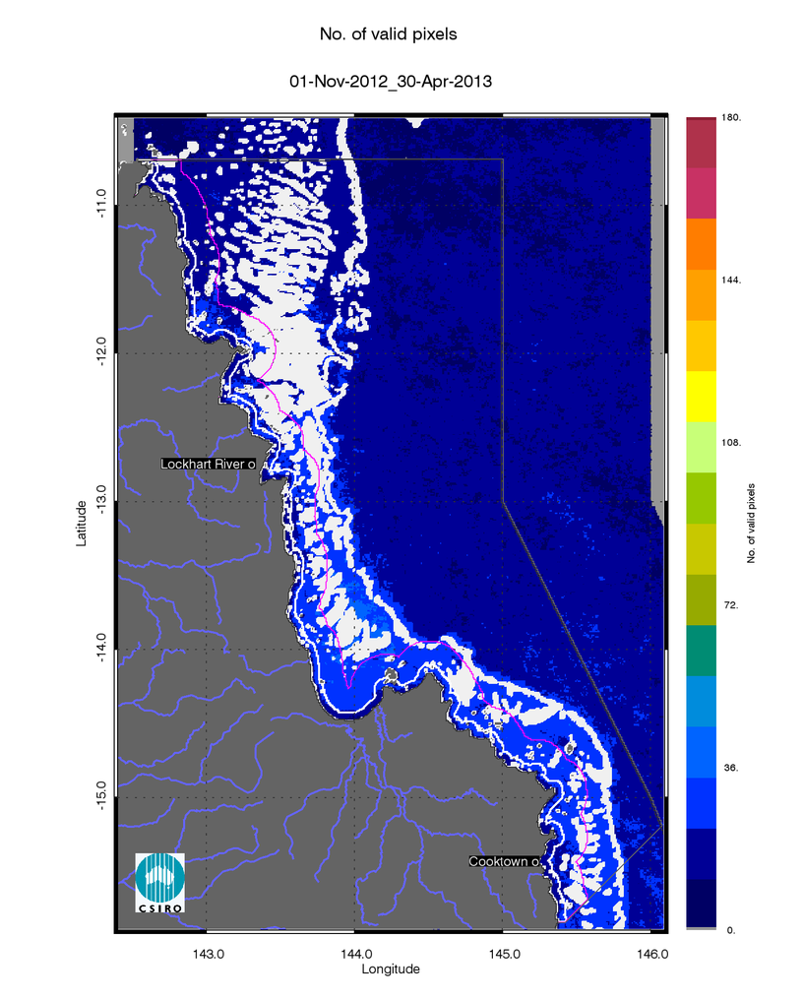 No. of valid pixels
01-Nov-2012_30-Apr-2013
180.
144.
108.
72.
36.
0.
No. of valid pixels
-11.0
-12.0
-13.0
-14.0
-15.0
Latitude
Lockhart River o
Cooktown o
CSIRO
143.0
144.0
145.0
146.0
Longitude